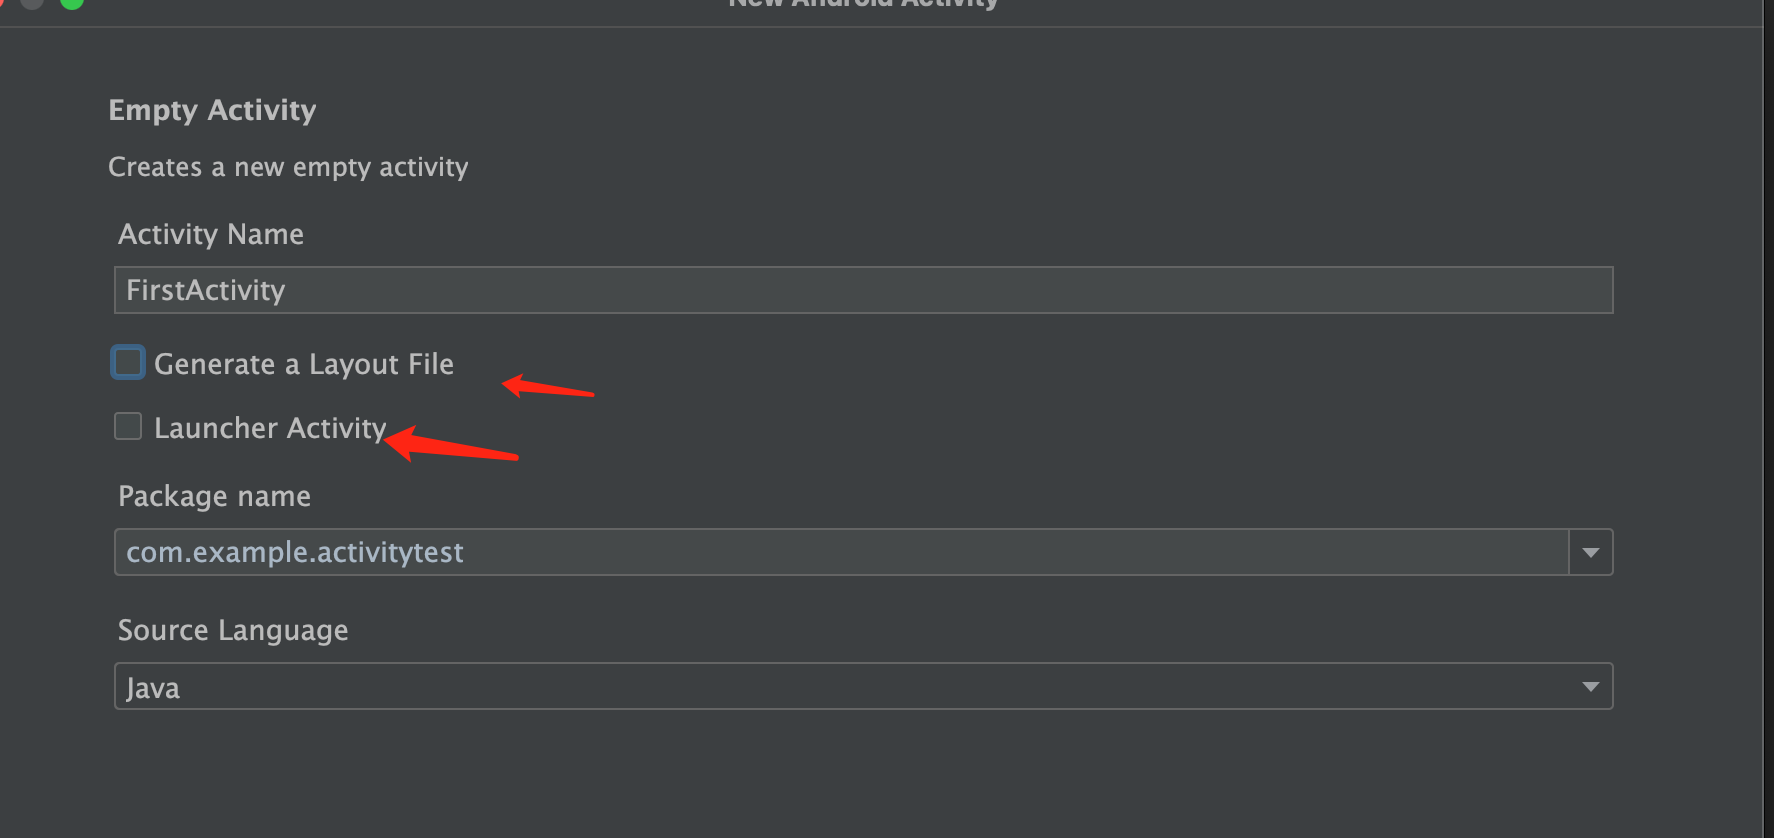 New Android Activity
Empty Activity
Creates a new empty activity
Activity Name
FirstActivity
Generate a Layout File
Launcher Activity
Package name
com.example.activitytest
Source Language
Java